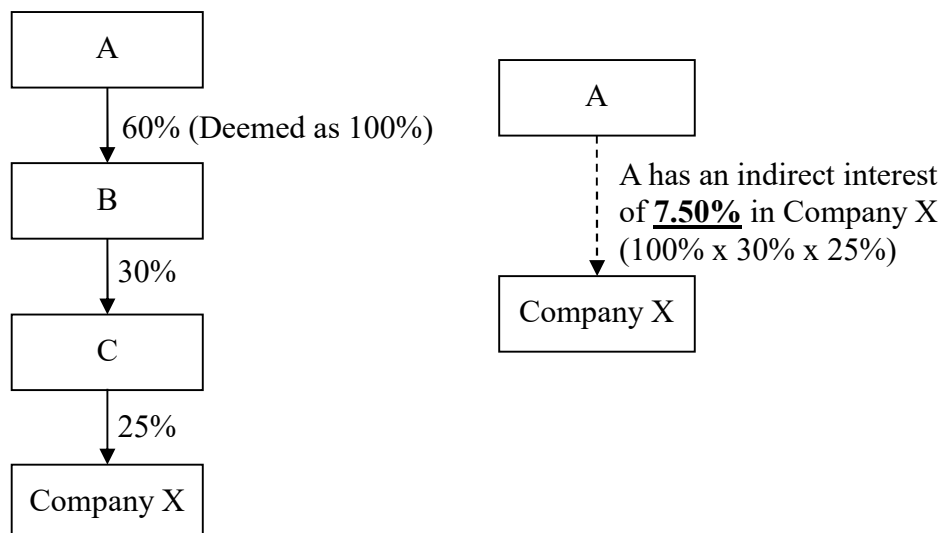 A
60% (Deemed as 100%)
B
30%
C
25%
Company X
A
A has an indirect interest
of 7.50% in Company X
(100% x 30% x 25%)
Company X